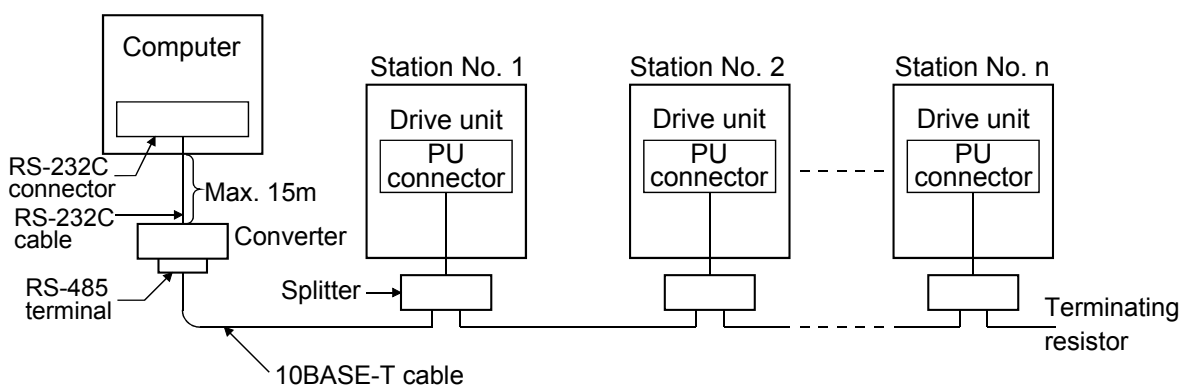 Computer
RS-232C
connector
Max. 15m
RS-232C
cable
Converter
RS-485
terminal
10BASE-T cable
Station No. 1
Drive unit
PU
connector
Splitter
Station No. 2
Drive unit
PU
connector
Station No. n
Drive unit
PU
connector
Terminating
resistor